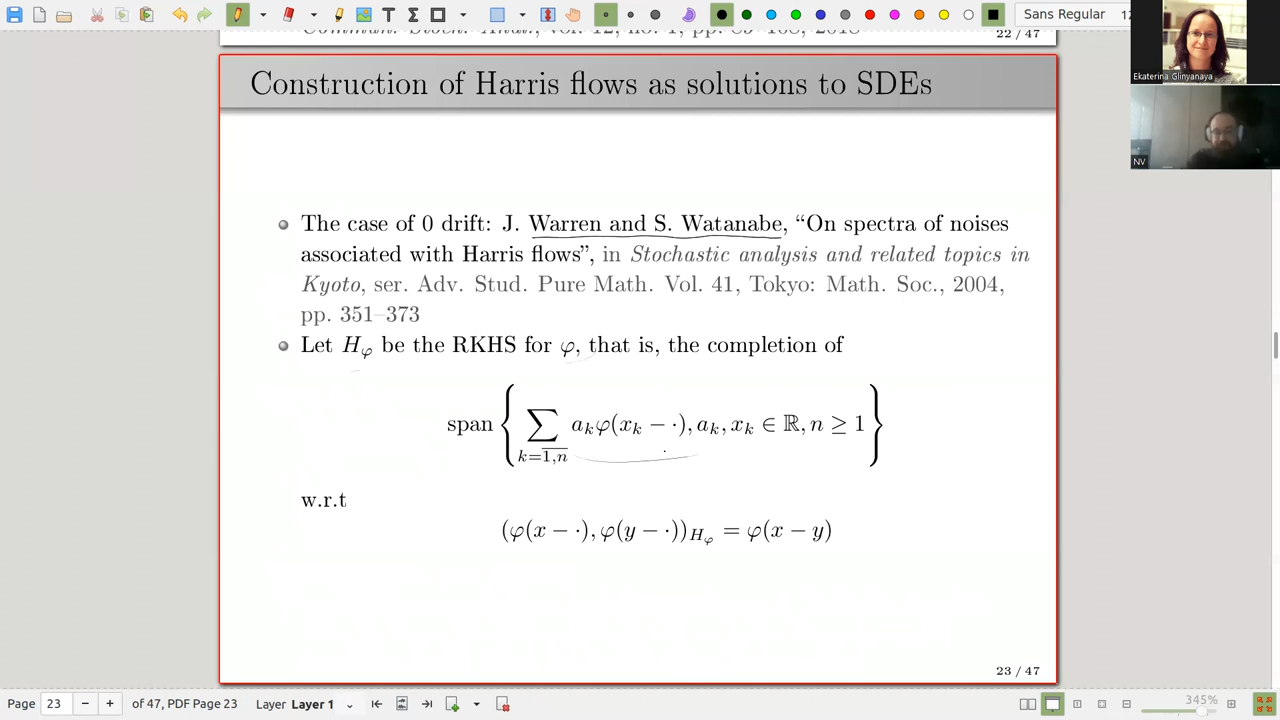 Sans Regular
22 / 47
Construction of Harris flows as solutions to SDEs
Ekaterina Glinyanaya
NV
The case of 0 drift: J. Warren and S. Watanabe, “On spectra of noises
associated with Harris flows”, in Stochastic analysis and related topics in
Kyoto, ser. Adv. Stud. Pure Math. Vol. 41, Tokyo: Math. Soc., 2004,
pp. 351–373
Let H_φ be the RKHS for φ, that is, the completion of
span { ∑_{k=\overline{1,n}} a_k φ(x_k − ·), a_k, x_k ∈ ℝ, n ≥ 1 }
w.r.t
(φ(x − ·), φ(y − ·))_{H_φ} = φ(x − y)
23 / 47
Page 23 of 47, PDF Page 23 Layer Layer 1 345%